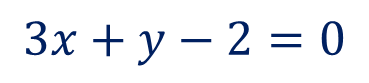 3x + y − 2 = 0